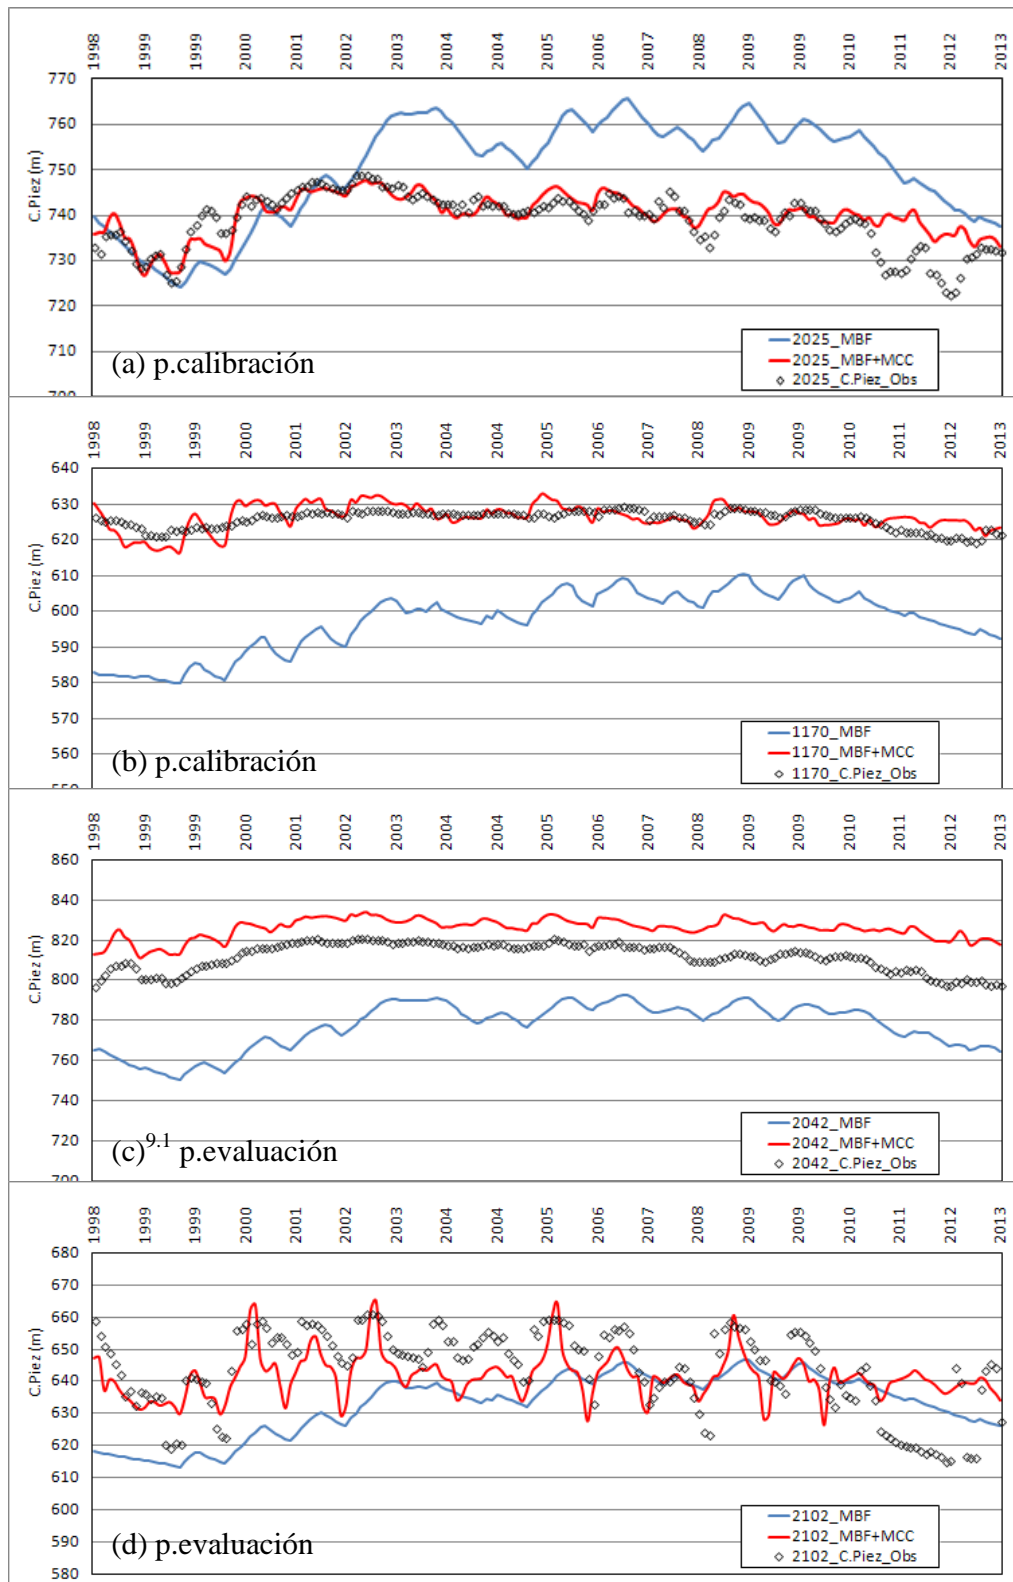 1998 1999 1999 2000 2001 2002 2003 2004 2005 2006 2007 2008 2009 2009 2010 2011 2012 2013
C.Piez (m)
770
760
750
740
730
720
710
700
2025_MBF
2025_MBF+MCC
2025_C.Piez_Obs
(a) p.calibración
1998 1999 1999 2000 2001 2002 2003 2004 2005 2006 2007 2008 2009 2009 2010 2011 2012 2013
C.Piez (m)
640
630
620
610
600
590
580
570
560
550
1170_MBF
1170_MBF+MCC
1170_C.Piez_Obs
(b) p.calibración
1998 1999 1999 2000 2001 2002 2003 2004 2005 2006 2007 2008 2009 2009 2010 2011 2012 2013
C.Piez (m)
860
840
820
800
780
760
740
720
700
2042_MBF
2042_MBF+MCC
2042_C.Piez_Obs
(c)9.1 p.evaluación
1998 1999 1999 2000 2001 2002 2003 2004 2005 2006 2007 2008 2009 2009 2010 2011 2012 2013
C.Piez (m)
680
670
660
650
640
630
620
610
600
590
580
2102_MBF
2102_MBF+MCC
2102_C.Piez_Obs
(d) p.evaluación